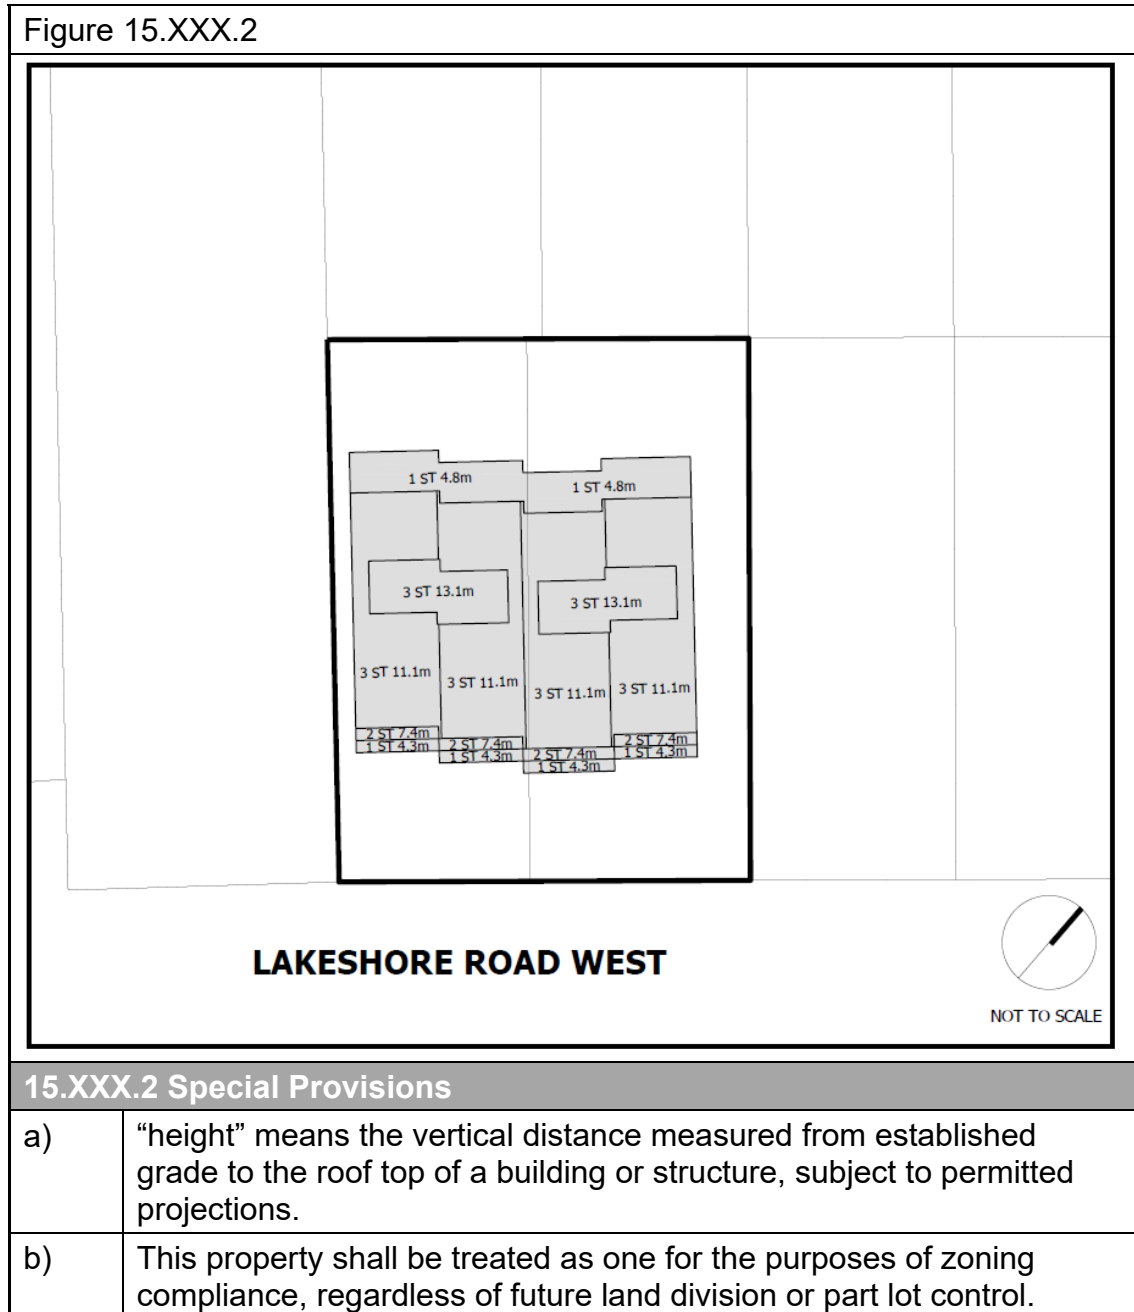 Figure 15.XXX.2
1 ST 4.8m
1 ST 4.8m
3 ST 13.1m
3 ST 13.1m
3 ST 11.1m
3 ST 11.1m
3 ST 11.1m
3 ST 11.1m
2 ST 7.4m
1 ST 4.3m
2 ST 7.4m
1 ST 4.3m
2 ST 7.4m
1 ST 4.3m
2 ST 7.4m
1 ST 4.3m
LAKESHORE ROAD WEST
NOT TO SCALE
15.XXX.2 Special Provisions
a) “height” means the vertical distance measured from established
grade to the roof top of a building or structure, subject to permitted
projections.
b) This property shall be treated as one for the purposes of zoning
compliance, regardless of future land division or part lot control.